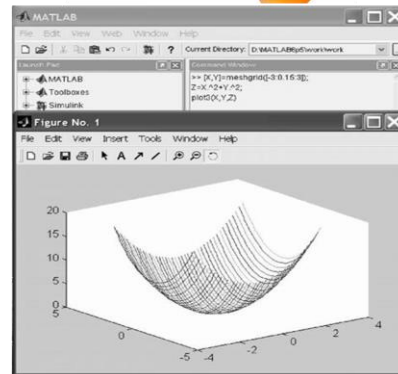 MATLAB
File Edit View Web Window Help
? Current Directory: D:\MATLAB6p5\work\work
Launch Pad
Command Window
MATLAB
Toolboxes
Simulink
>> [X,Y]=meshgrid([-3:0.15:3]);
Z=X.^2+Y.^2;
plot3(X,Y,Z)
Figure No. 1
File Edit View Insert Tools Window Help
A
20
15
10
5
0
5
0
-5
-4
-2
0
2
4